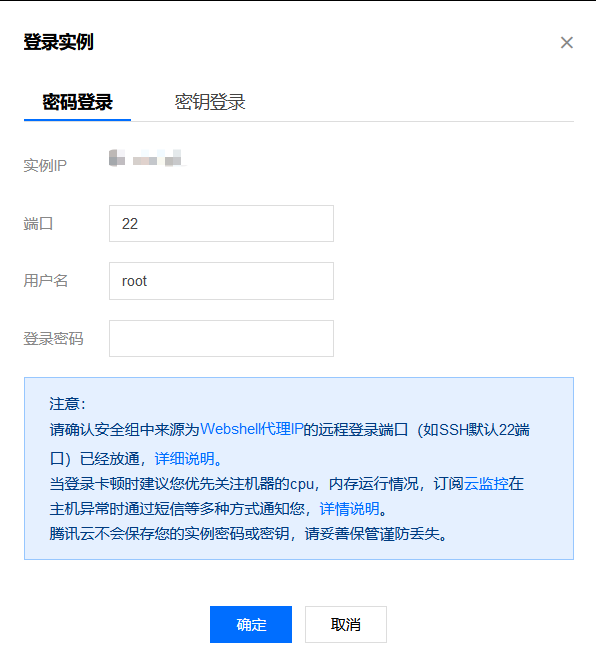 登录实例
密码登录 密钥登录
实例IP
端口 22
用户名 root
登录密码
注意：
请确认安全组中来源为Webshell代理IP的远程登录端口（如SSH默认22端
口）已经放通，详细说明。
当登录卡顿时建议您优先关注机器的cpu，内存运行情况，订阅云监控在
主机异常时通过短信等多种方式通知您，详情说明。
腾讯云不会保存您的实例密码或密钥，请妥善保管谨防丢失。
确定 取消